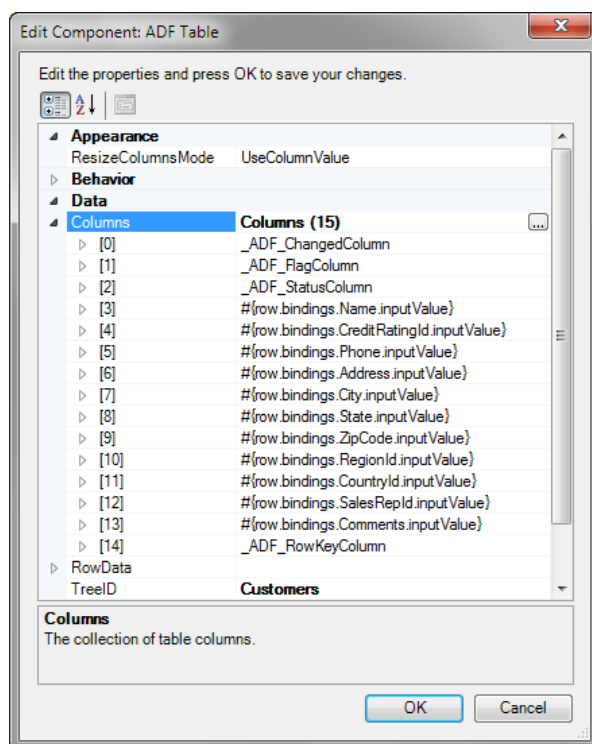 Edit Component: ADF Table
Edit the properties and press OK to save your changes.
Appearance
ResizeColumnsMode UseColumnValue
Behavior
Data
Columns Columns (15) ...
[0] _ADF_ChangedColumn
[1] _ADF_FlagColumn
[2] _ADF_StatusColumn
[3] #{row.bindings.Name.inputValue}
[4] #{row.bindings.CreditRatingId.inputValue}
[5] #{row.bindings.Phone.inputValue}
[6] #{row.bindings.Address.inputValue}
[7] #{row.bindings.City.inputValue}
[8] #{row.bindings.State.inputValue}
[9] #{row.bindings.ZipCode.inputValue}
[10] #{row.bindings.RegionId.inputValue}
[11] #{row.bindings.CountryId.inputValue}
[12] #{row.bindings.SalesRepId.inputValue}
[13] #{row.bindings.Comments.inputValue}
[14] _ADF_RowKeyColumn
RowData
TreeID Customers
Columns
The collection of table columns.
OK Cancel